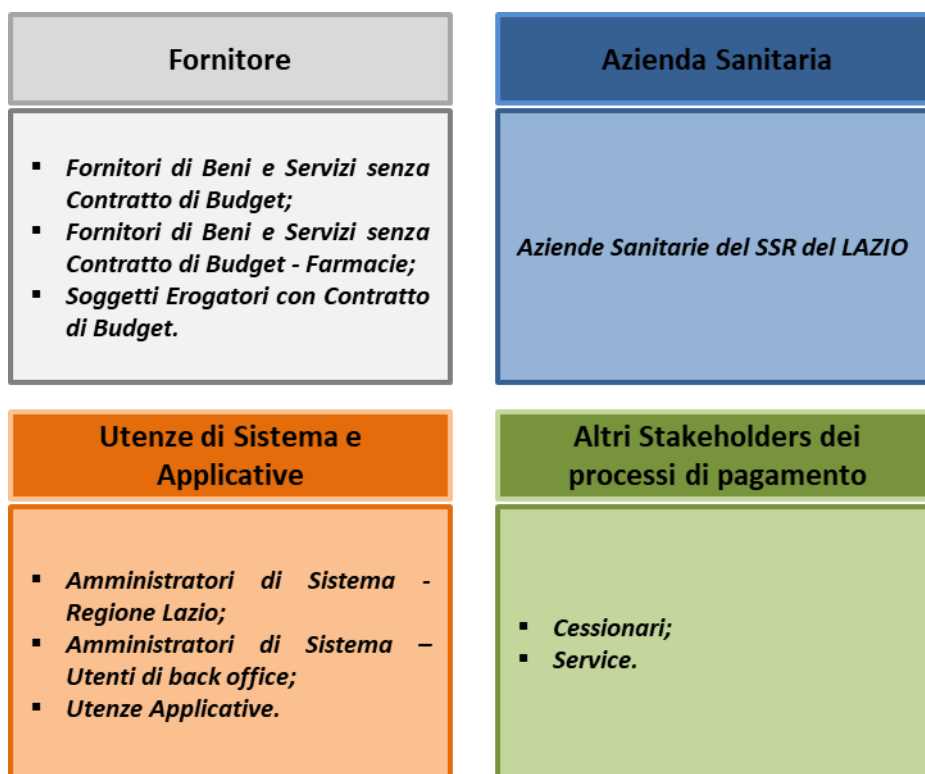 Fornitore
▪ Fornitori di Beni e Servizi senza
Contratto di Budget;
▪ Fornitori di Beni e Servizi senza
Contratto di Budget - Farmacie;
▪ Soggetti Erogatori con Contratto
di Budget.
Azienda Sanitaria
Aziende Sanitarie del SSR del LAZIO
Utenze di Sistema e
Applicative
▪ Amministratori di Sistema -
Regione Lazio;
▪ Amministratori di Sistema –
Utenti di back office;
▪ Utenze Applicative.
Altri Stakeholders dei
processi di pagamento
▪ Cessionari;
▪ Service.